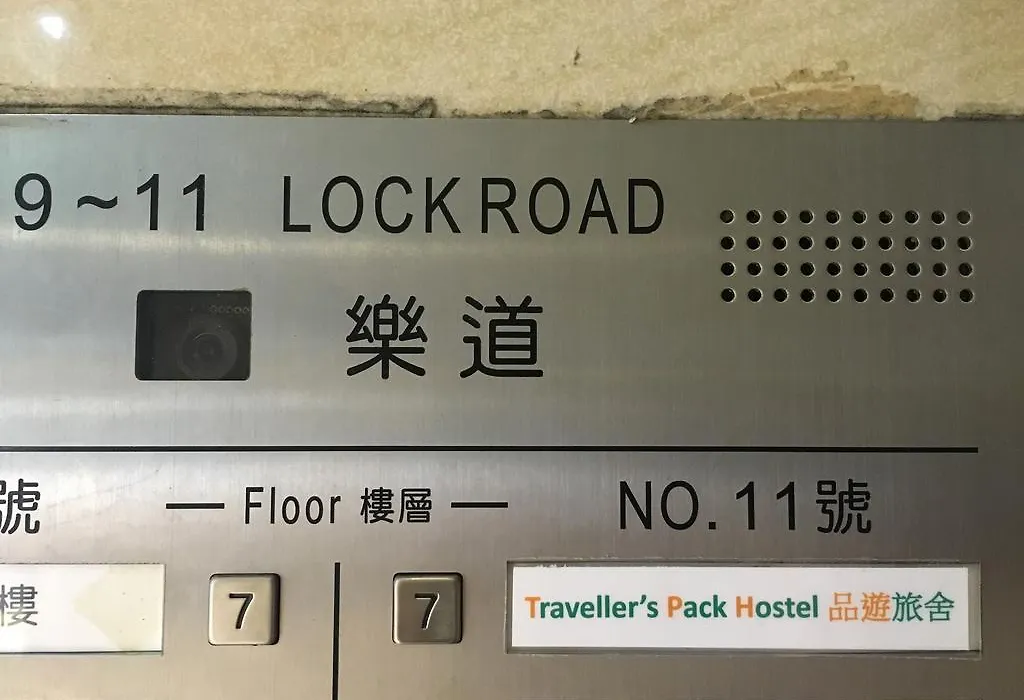 9~11 LOCK ROAD
樂道
號 — Floor 樓層 — NO.11號
樓 7 7 Traveller's Pack Hostel 品遊旅舍